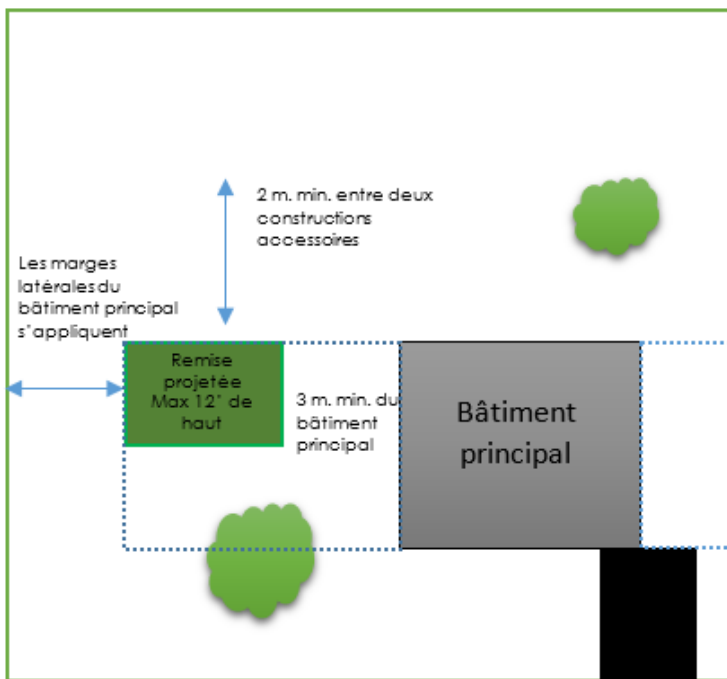 2 m. min. entre deux
constructions
accessoires
Les marges
latérales du
bâtiment principal
s'appliquent
Remise
projetée
Max 12' de
haut
3 m. min. du
bâtiment
principal
Bâtiment
principal